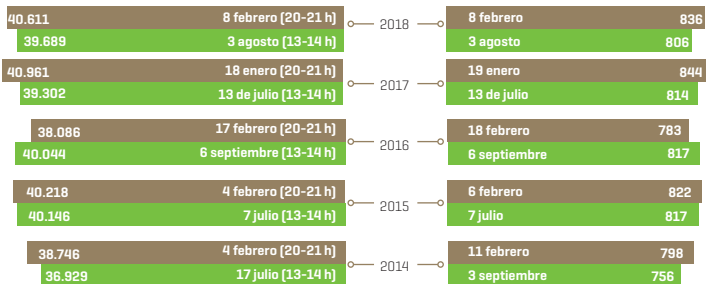 40.611 8 febrero (20-21 h) 2018 8 febrero 836
39.689 3 agosto (13-14 h) 3 agosto 806
40.961 18 enero (20-21 h) 2017 19 enero 844
39.302 13 de julio (13-14 h) 13 de julio 814
38.086 17 febrero (20-21 h) 2016 18 febrero 783
40.044 6 septiembre (13-14 h) 6 septiembre 817
40.218 4 febrero (20-21 h) 2015 6 febrero 822
40.146 7 julio (13-14 h) 7 julio 817
38.746 4 febrero (20-21 h) 2014 11 febrero 798
36.929 17 julio (13-14 h) 3 septiembre 756